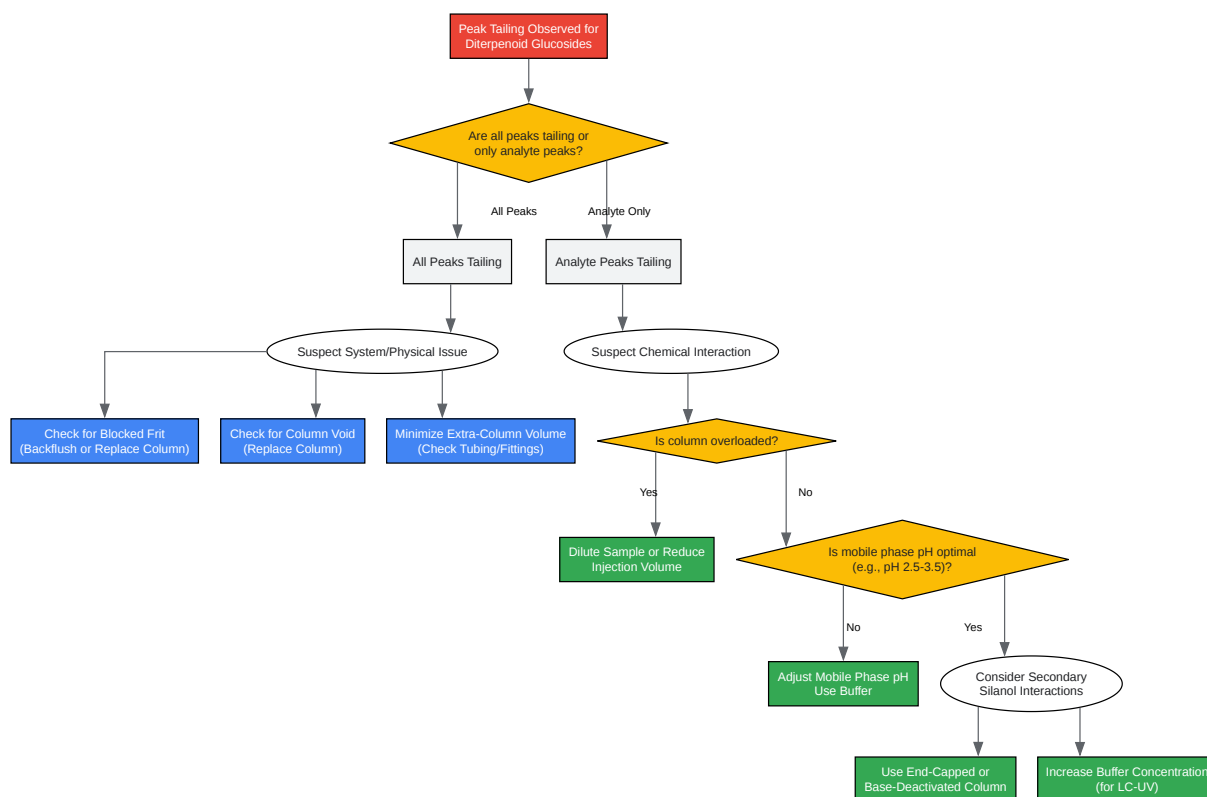 Peak Tailing Observed for
Diterpenoid Glucosides
Are all peaks tailing or
only analyte peaks?
All Peaks
Analyte Only
All Peaks Tailing
Analyte Peaks Tailing
Suspect System/Physical Issue
Suspect Chemical Interaction
Check for Blocked Frit
(Backflush or Replace Column)
Check for Column Void
(Replace Column)
Minimize Extra-Column Volume
(Check Tubing/Fittings)
Is column overloaded?
Yes
No
Dilute Sample or Reduce
Injection Volume
Is mobile phase pH optimal
(e.g., pH 2.5-3.5)?
No
Yes
Adjust Mobile Phase pH
Use Buffer
Consider Secondary
Silanol Interactions
Use End-Capped or
Base-Deactivated Column
Increase Buffer Concentration
(for LC-UV)